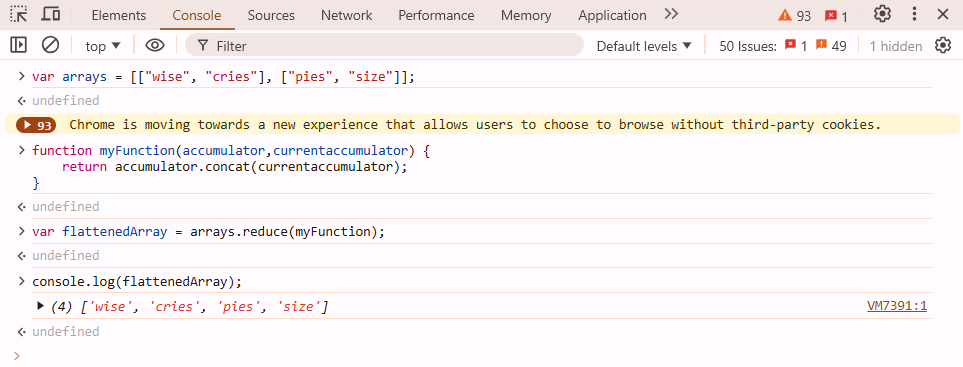 Elements Console Sources Network Performance Memory Application 93 1
top Filter Default levels 50 Issues: 1 49 1 hidden
var arrays = [["wise", "cries"], ["pies", "size"]];
undefined
93 Chrome is moving towards a new experience that allows users to choose to browse without third-party cookies.
function myFunction(accumulator,currentaccumulator) {
    return accumulator.concat(currentaccumulator);
}
undefined
var flattenedArray = arrays.reduce(myFunction);
undefined
console.log(flattenedArray);
(4) ['wise', 'cries', 'pies', 'size'] VM7391:1
undefined